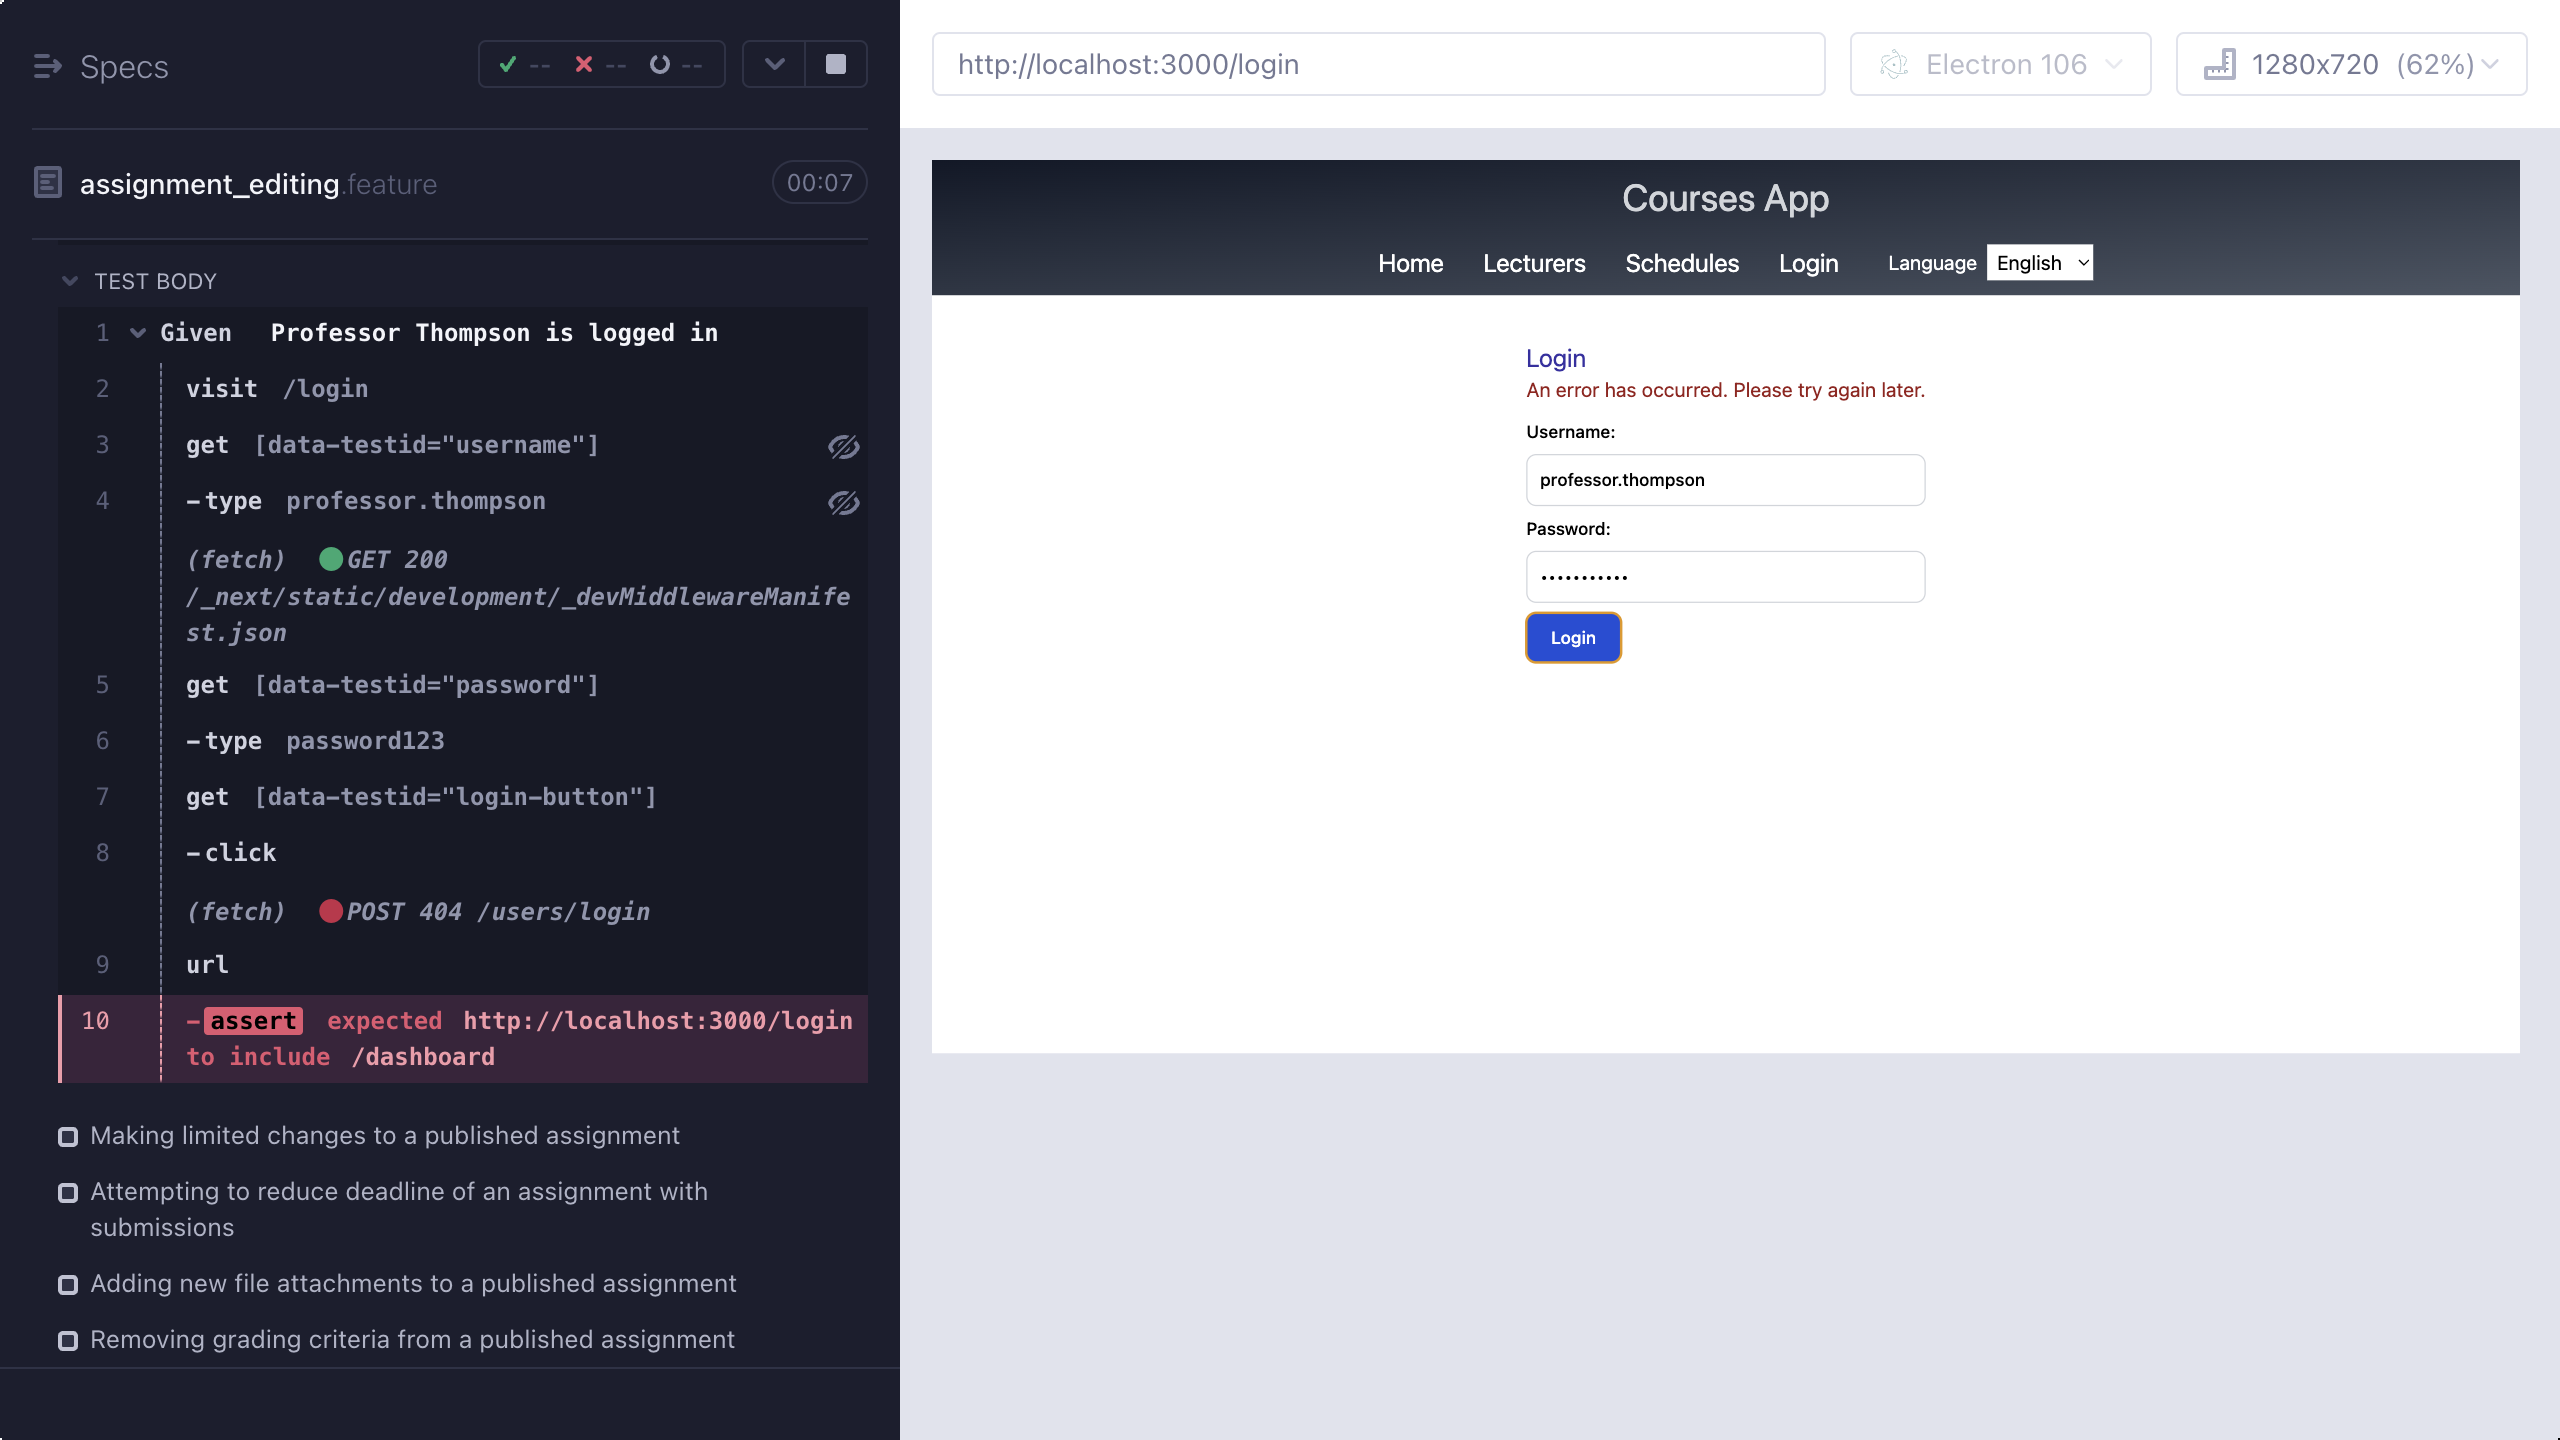 Specs
--
--
--
assignment_editing.feature
00:07
TEST BODY
1 Given Professor Thompson is logged in
2 visit /login
3 get [data-testid="username"]
4 -type professor.thompson
(fetch) GET 200
/_next/static/development/_devMiddlewareManife
st.json
5 get [data-testid="password"]
6 -type password123
7 get [data-testid="login-button"]
8 -click
(fetch) POST 404 /users/login
9 url
10 -assert expected http://localhost:3000/login
to include /dashboard
Making limited changes to a published assignment
Attempting to reduce deadline of an assignment with
submissions
Adding new file attachments to a published assignment
Removing grading criteria from a published assignment
http://localhost:3000/login
Electron 106
1280x720 (62%)
Courses App
Home Lecturers Schedules Login Language English
Login
An error has occurred. Please try again later.
Username:
professor.thompson
Password:
•••••••••••
Login